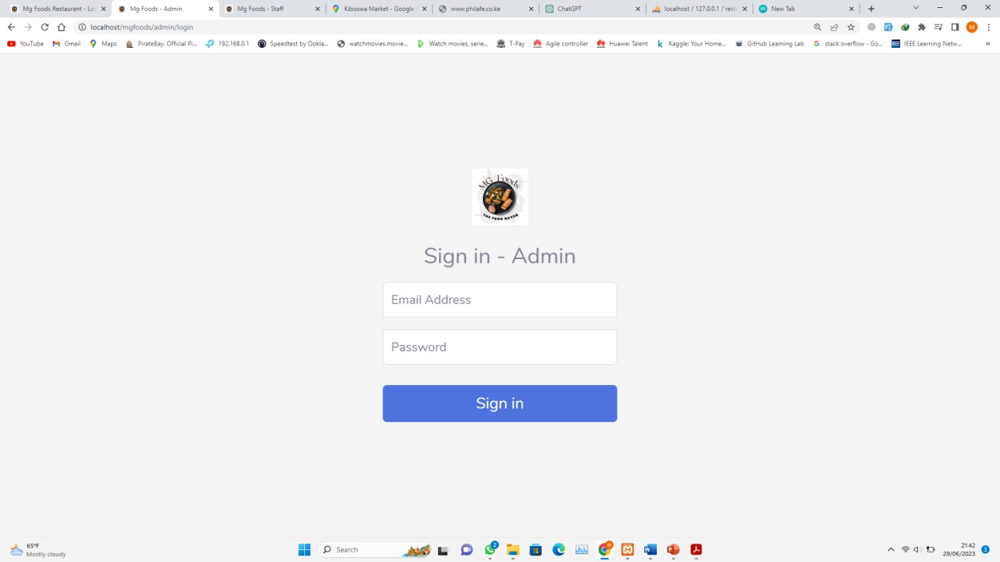 Mg Foods Restaurant - Log
Mg Foods - Admin
Mg Foods - Staff
Kiboswa Market - Google
www.philafe.co.ke
ChatGPT
localhost / 127.0.0.1 / rest
New Tab
localhost/mgfoods/admin/login
M
YouTube
Gmail
Maps
PirateBay. Official Pi...
192.168.0.1
Speedtest by Ookla...
watchmovies.movie...
Watch movies, serie...
T-Pay
Agile controller
Huawei Talent
Kaggle: Your Home...
GitHub Learning Lab
stack overflow - Go...
IEEE Learning Netw...
»
MG Foods
THE FOOD HAVEN
Sign in - Admin
Email Address
Password
Sign in
65°F
Mostly cloudy
Search
2
21:42
29/06/2023
3